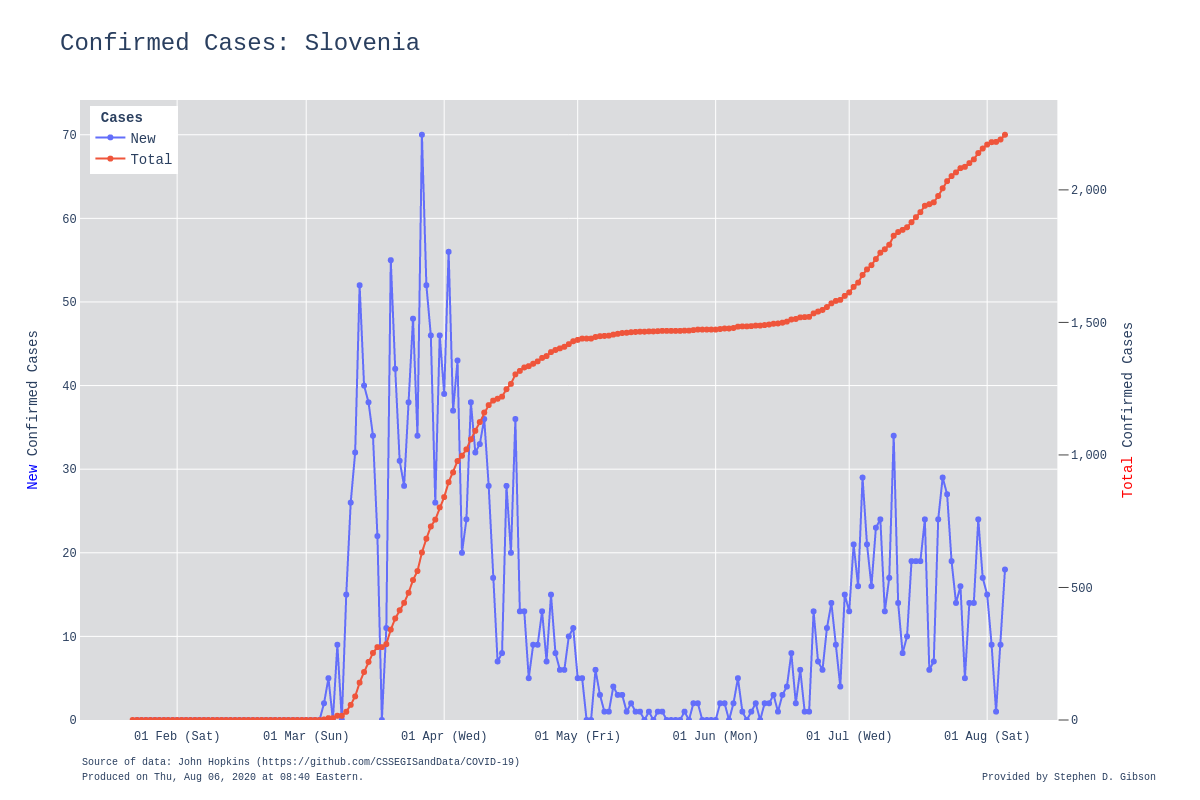 Confirmed Cases: Slovenia
Cases
New
Total
70
60
50
40
30
20
10
0
2,000
1,500
1,000
500
0
New Confirmed Cases
Total Confirmed Cases
01 Feb (Sat)
01 Mar (Sun)
01 Apr (Wed)
01 May (Fri)
01 Jun (Mon)
01 Jul (Wed)
01 Aug (Sat)
Source of data: John Hopkins (https://github.com/CSSEGISandData/COVID-19)
Produced on Thu, Aug 06, 2020 at 08:40 Eastern.
Provided by Stephen D. Gibson